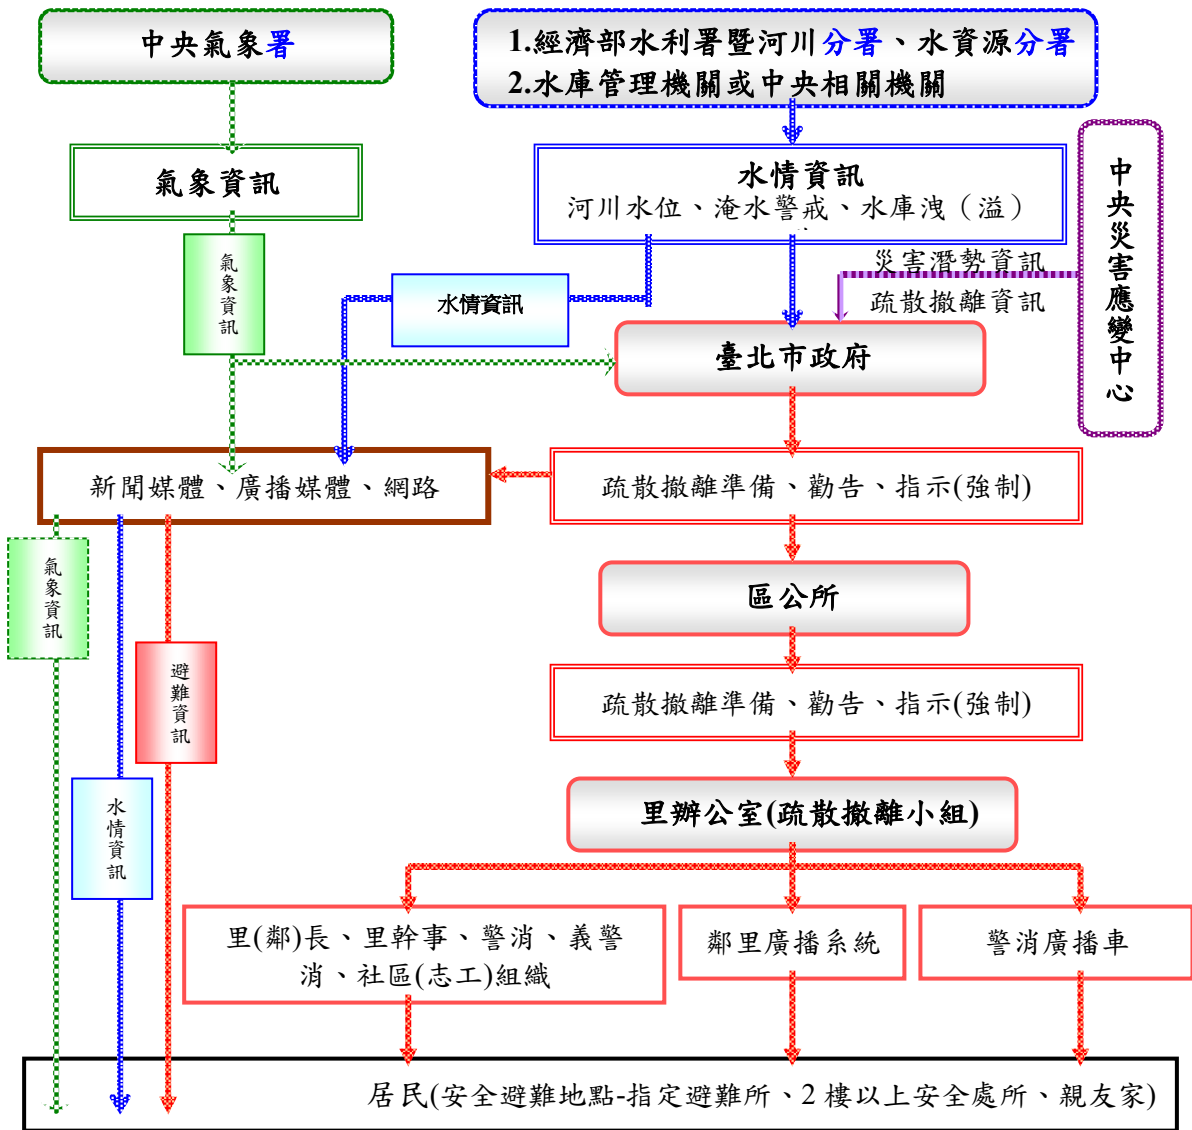 中央氣象署
1.經濟部水利署暨河川分署、水資源分署
2.水庫管理機關或中央相關機關
氣象資訊
水情資訊
河川水位、淹水警戒、水庫洩（溢）
中央災害應變中心
氣象資訊
水情資訊
災害潛勢資訊
疏散撤離資訊
臺北市政府
新聞媒體、廣播媒體、網路
疏散撤離準備、勸告、指示(強制)
氣象資訊
區公所
避難資訊
疏散撤離準備、勸告、指示(強制)
水情資訊
里辦公室(疏散撤離小組)
里(鄰)長、里幹事、警消、義警
消、社區(志工)組織
鄰里廣播系統
警消廣播車
居民(安全避難地點-指定避難所、2 樓以上安全處所、親友家)